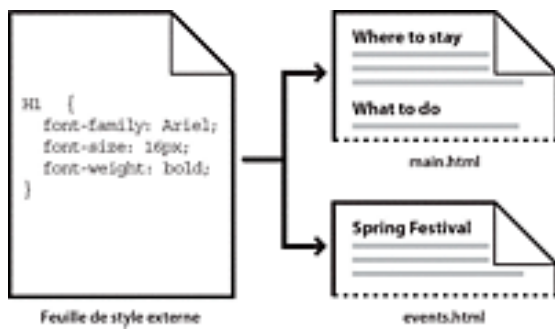 H1 {
font-family: Ariel;
font-size: 16px;
font-weight: bold;
}
Feuille de style externe
Where to stay
What to do
main.html
Spring Festival
events.html